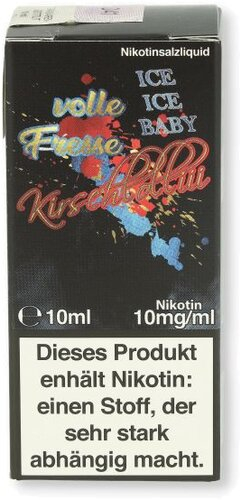 Nikotinsalzliquid
ICE
ICE
BABY
volle
Fresse
Kirschlolliii
℮ 10ml
Nikotin
10mg/ml
Dieses Produkt
enhält Nikotin:
einen Stoff, der
sehr stark
abhängig macht.